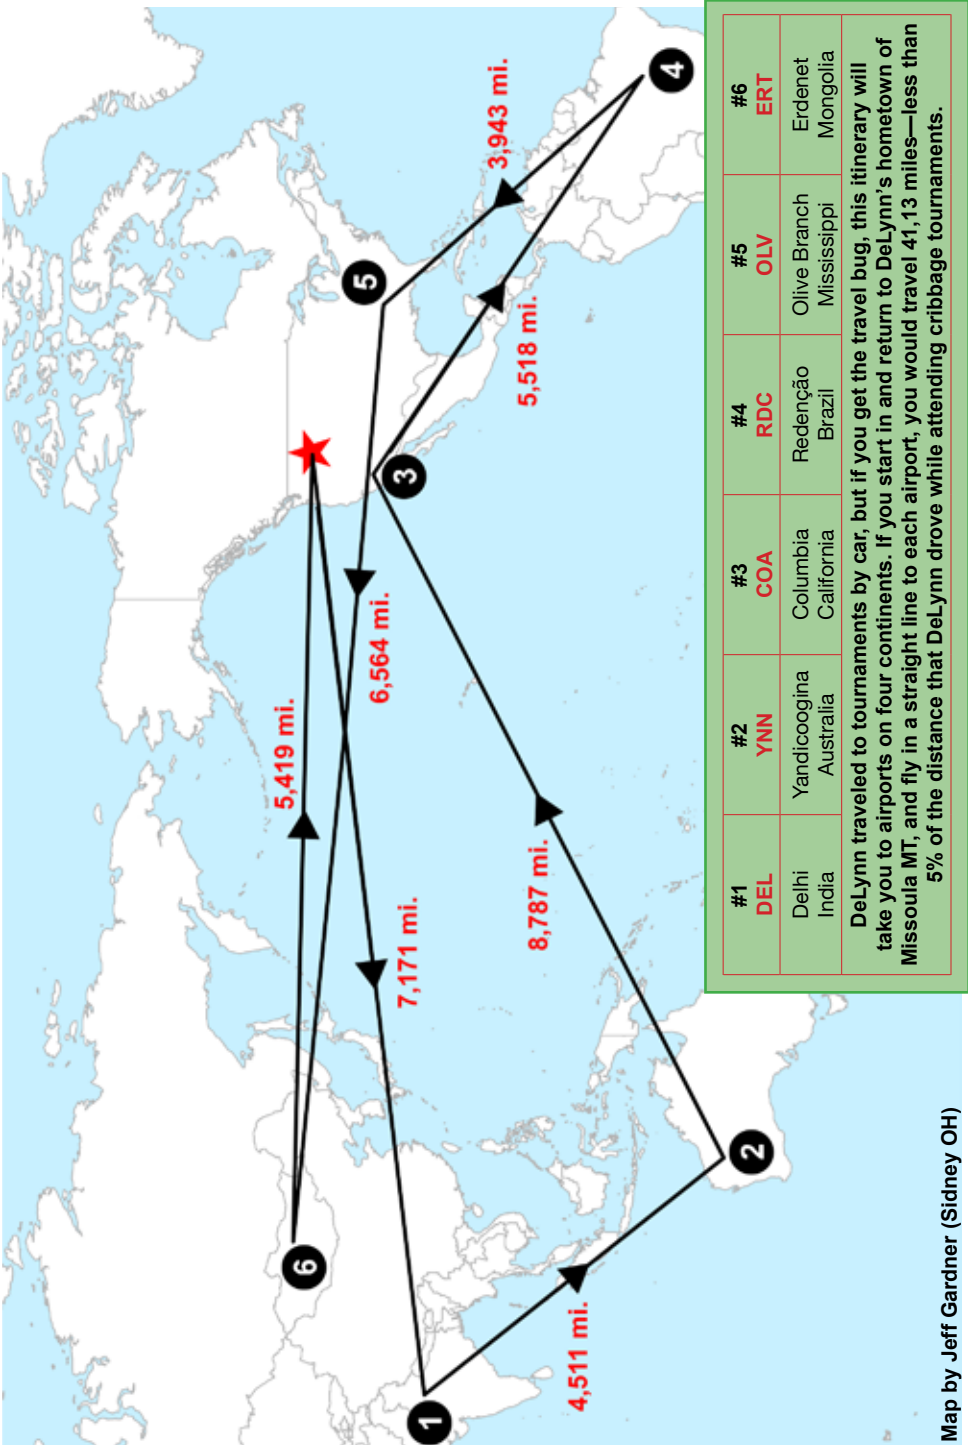 5,419 mi.
6,564 mi.
7,171 mi.
3,943 mi.
5,518 mi.
8,787 mi.
4,511 mi.
1
2
3
4
5
6
#1 #2 #3 #4 #5 #6
DEL YNN COA RDC OLV ERT
Delhi Yandicoogina Columbia Redenção Olive Branch Erdenet
India Australia California Brazil Mississippi Mongolia
DeLynn traveled to tournaments by car, but if you get the travel bug, this itinerary will
take you to airports on four continents. If you start in and return to DeLynn's hometown of
Missoula MT, and fly in a straight line to each airport, you would travel 41,13 miles—less than
5% of the distance that DeLynn drove while attending cribbage tournaments.
Map by Jeff Gardner (Sidney OH)